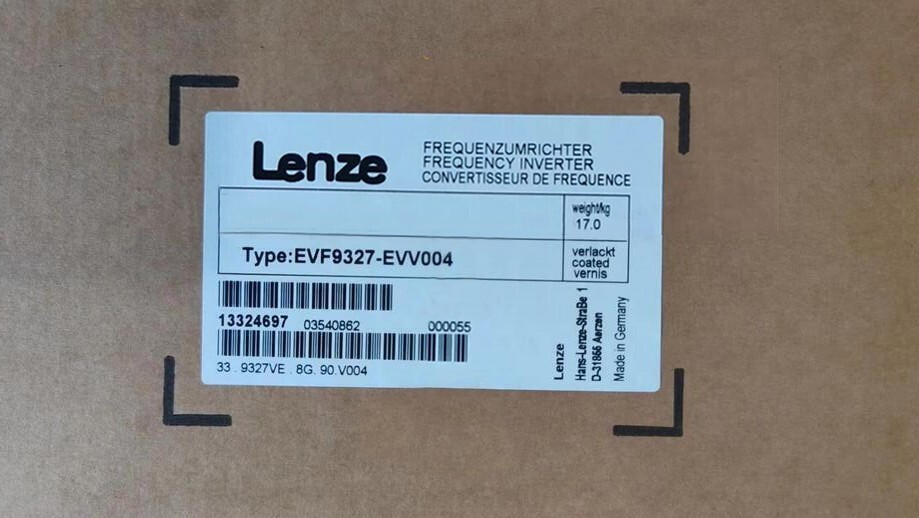 Lenze
FREQUENZUMRICHTER
FREQUENCY INVERTER
CONVERTISSEUR DE FREQUENCE
weight/kg
17.0
Type:EVF9327-EVV004
verlackt
coated
vernis
13324697 03540862 000055
33 . 9327VE . 8G. 90.V004
Lenze
Hans-Lenze-StraBe 1
D-31855 Aerzen
Made in Germany